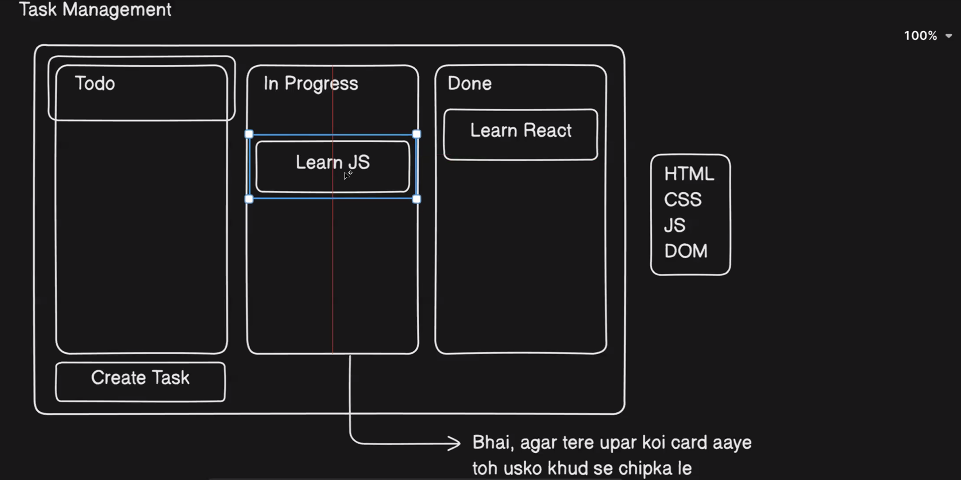 Task Management
100%
Todo
In Progress
Done
Learn React
Learn JS
HTML
CSS
JS
DOM
Create Task
Bhai, agar tere upar koi card aaye
toh usko khud se chipka le